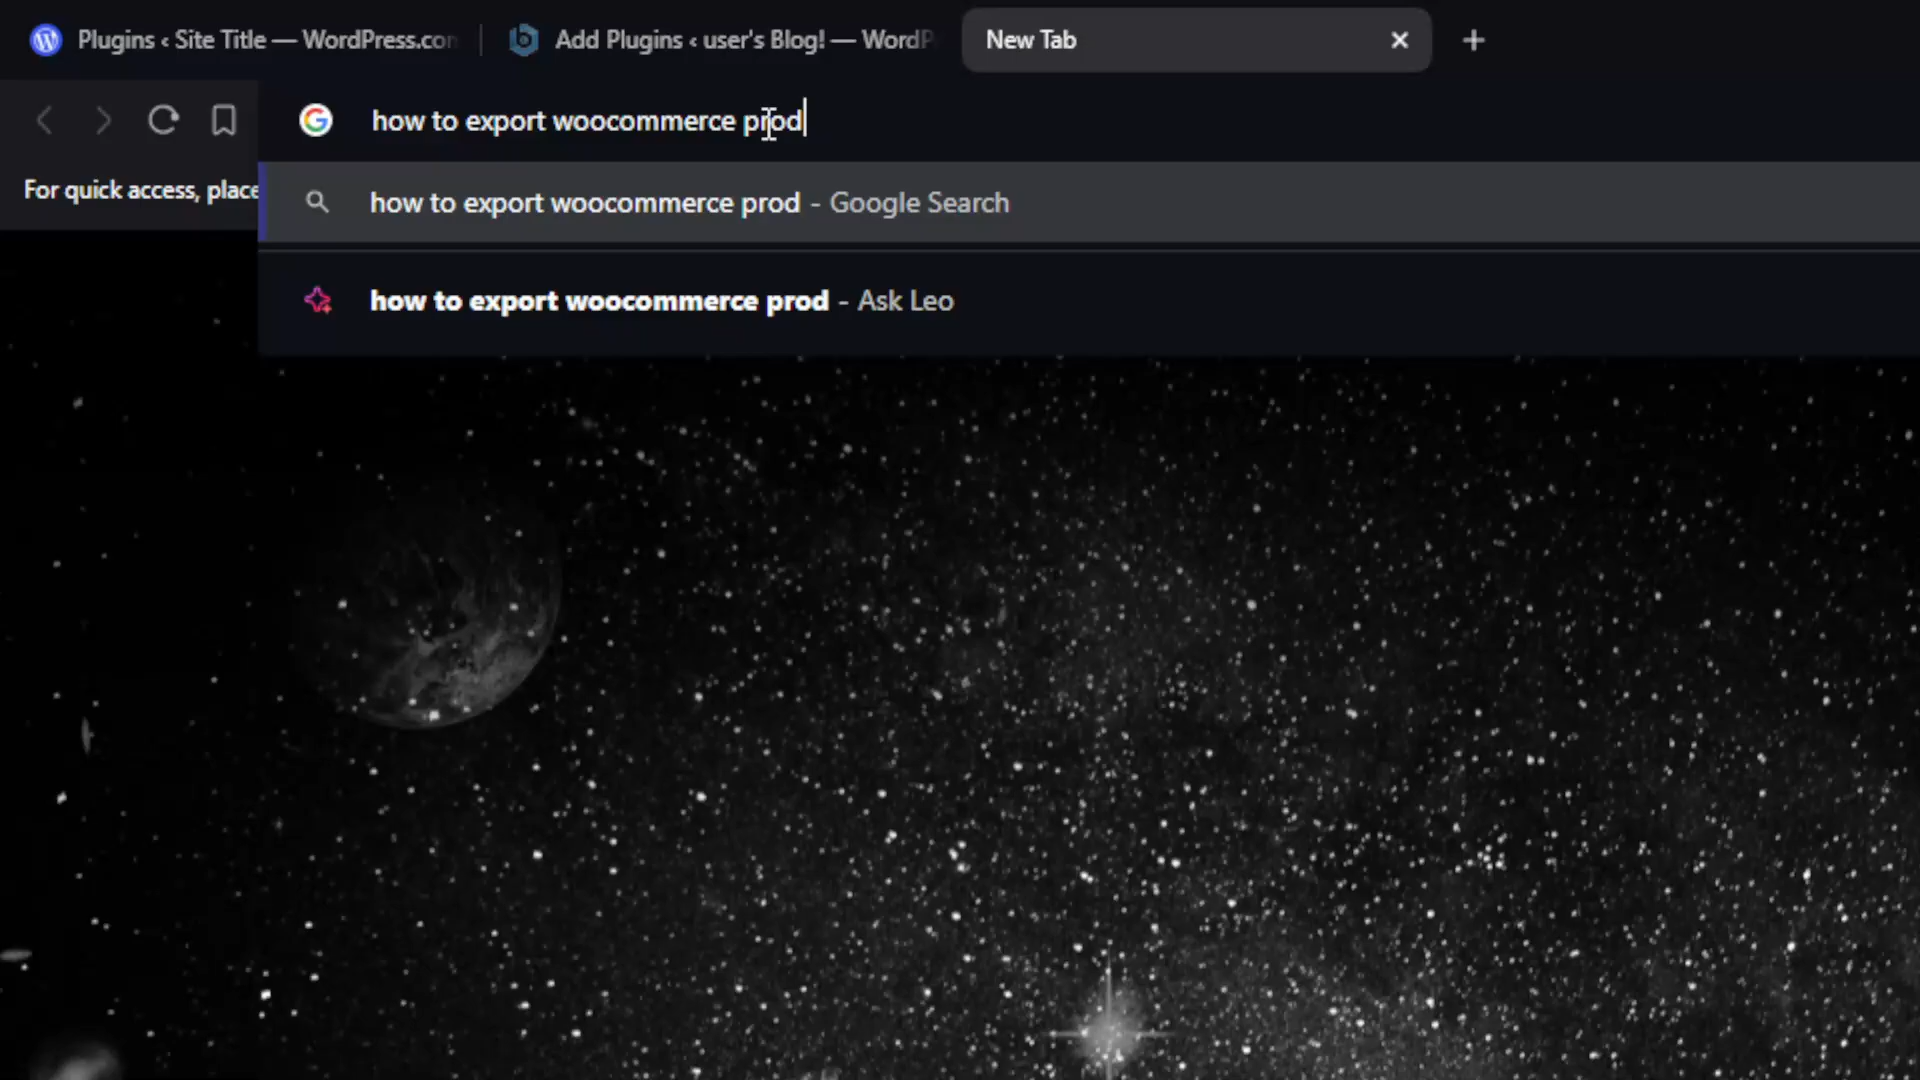 Plugins ‹ Site Title — WordPress.con
Add Plugins ‹ user's Blog! — WordP
New Tab
how to export woocommerce prod
how to export woocommerce prod - Google Search
For quick access, place
how to export woocommerce prod - Ask Leo